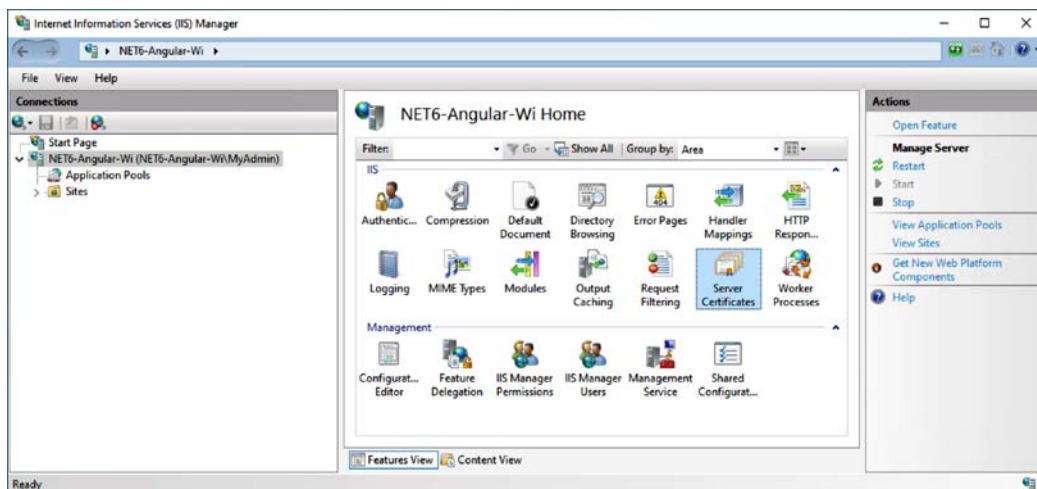 Internet Information Services (IIS) Manager
NET6-Angular-Wi
File View Help
Connections
Start Page
NET6-Angular-Wi (NET6-Angular-Wi\MyAdmin)
Application Pools
Sites
NET6-Angular-Wi Home
Filter: Go Show All Group by: Area
IIS
Authentic... Compression Default Document Directory Browsing Error Pages Handler Mappings HTTP Respon...
Logging MIME Types Modules Output Caching Request Filtering Server Certificates Worker Processes
Management
Configurat... Editor Feature Delegation IIS Manager Permissions IIS Manager Users Management Service Shared Configurat...
Features View Content View
Actions
Open Feature
Manage Server
Restart
Start
Stop
View Application Pools
View Sites
Get New Web Platform
Components
Help
Ready